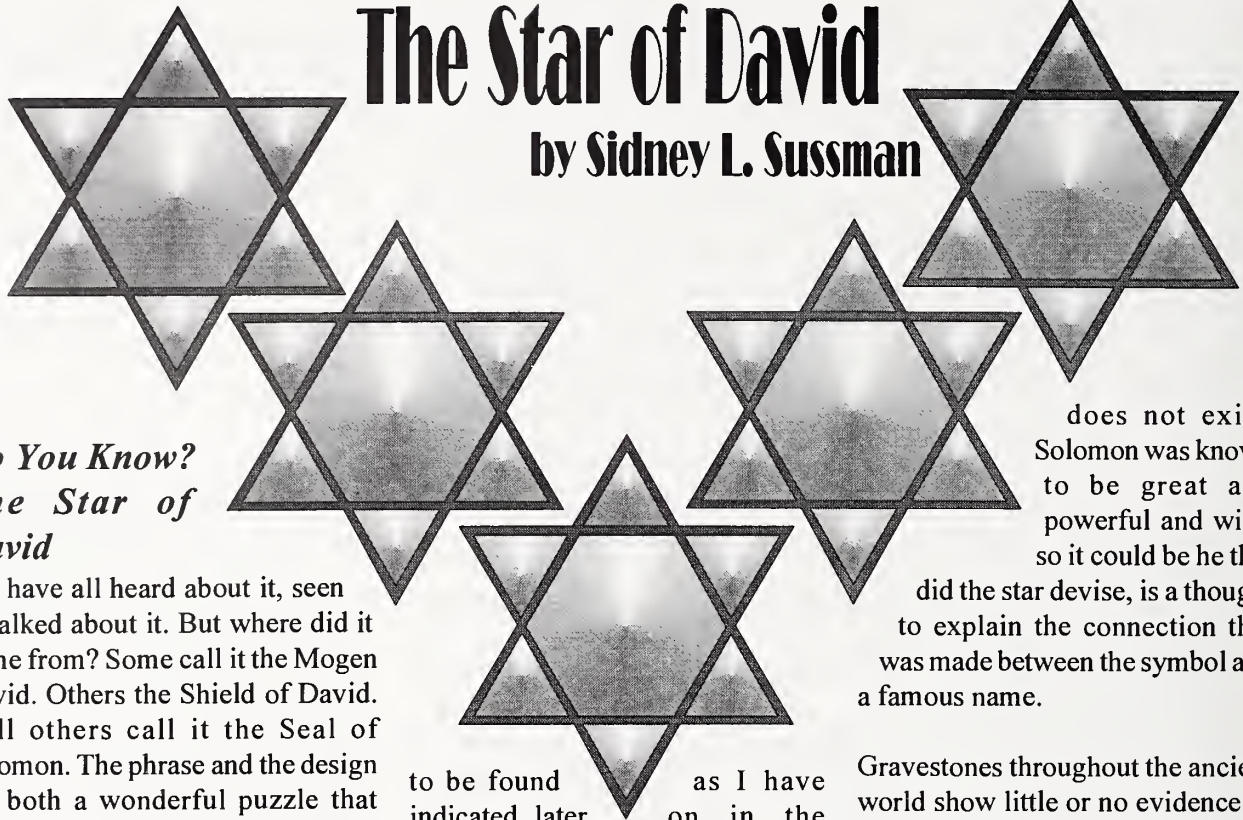 The Star of David
by Sidney L. Sussman
o You Know?
he Star of
avid
have all heard about it, seen
alked about it. But where did it
me from? Some call it the Mogen
vid. Others the Shield of David.
ll others call it the Seal of
omon. The phrase and the design
both a wonderful puzzle that
to be found as I have
indicated later on in the
does not exi
Solomon was know
to be great a
powerful and wi
so it could be he th
did the star devise, is a thoug
to explain the connection th
was made between the symbol a
a famous name.
Gravestones throughout the ancie
world show little or no evidence